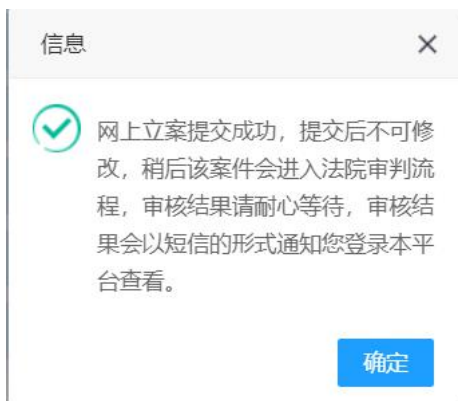 信息
网上立案提交成功，提交后不可修
改，稍后该案件会进入法院审判流
程，审核结果请耐心等待，审核结
果会以短信的形式通知您登录本平
台查看。
确定